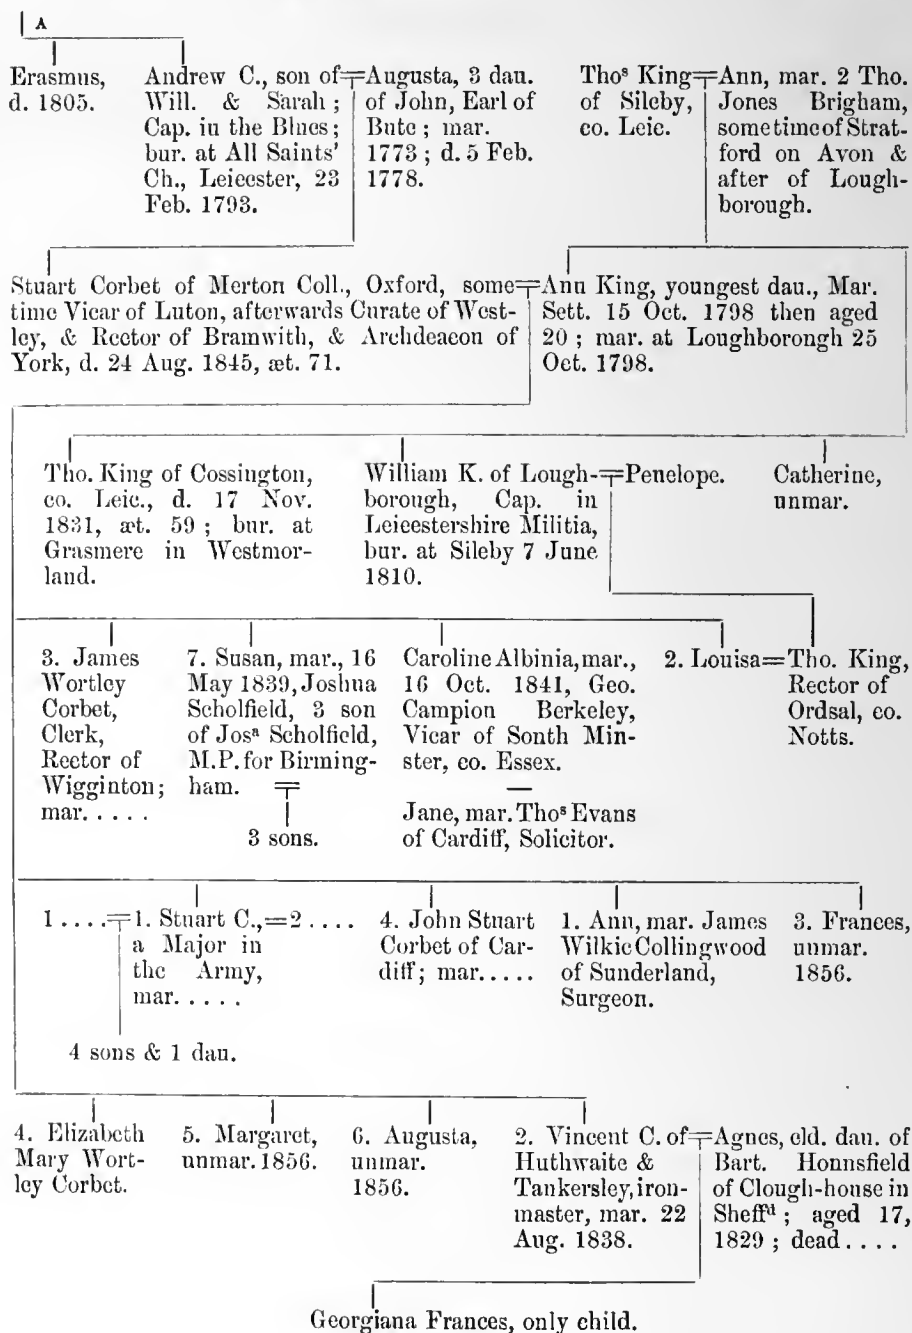 A
Erasmus,
d. 1805.
Andrew C., son of
Will. & Sarah ;
Cap. in the Blues ;
bur. at All Saints'
Ch., Leicester, 23
Feb. 1793.
Augusta, 3 dau.
of John, Earl of
Bute ; mar.
1773 ; d. 5 Feb.
1778.
Thoˢ King
of Sileby,
co. Leic.
Ann, mar. 2 Tho.
Jones Brigham,
sometime of Strat-
ford on Avon &
after of Lough-
borough.
Stuart Corbet of Merton Coll., Oxford, some-
time Vicar of Luton, afterwards Curate of West-
ley, & Rector of Bramwith, & Archdeacon of
York, d. 24 Aug. 1845, æt. 71.
Ann King, youngest dau., Mar.
Sett. 15 Oct. 1798 then aged
20 ; mar. at Loughborough 25
Oct. 1798.
Tho. King of Cossington,
co. Leic., d. 17 Nov.
1831, æt. 59 ; bur. at
Grasmere in Westmor-
land.
William K. of Lough-
borough, Cap. in
Leicestershire Militia,
bur. at Sileby 7 June
1810.
Penelope.
Catherine,
unmar.
3. James
Wortley
Corbet,
Clerk,
Rector of
Wigginton ;
mar. . . . .
7. Susan, mar., 16
May 1839, Joshua
Scholfield, 3 son
of Josᵃ Scholfield,
M.P. for Birming-
ham.
3 sons.
Caroline Albinia, mar.,
16 Oct. 1841, Geo.
Campion Berkeley,
Vicar of South Min-
ster, co. Essex.
—
Jane, mar. Thoˢ Evans
of Cardiff, Solicitor.
2. Louisa=Tho. King,
Rector of
Ordsal, co.
Notts.
1 . . . .
1. Stuart C.,=2 . . . .
a Major in
the Army,
mar. . . . .
4 sons & 1 dau.
4. John Stuart
Corbet of Car-
diff ; mar. . . . .
1. Ann, mar. James
Wilkie Collingwood
of Sunderland,
Surgeon.
3. Frances,
unmar.
1856.
4. Elizabeth
Mary Wort-
ley Corbet.
5. Margaret,
unmar. 1856.
6. Augusta,
unmar.
1856.
2. Vincent C. of
Huthwaite &
Tankersley, iron-
master, mar. 22
Aug. 1838.
Agnes, eld. dau. of
Bart. Hounsfield
of Clough-house in
Sheffᵈ ; aged 17,
1829 ; dead . . . .
Georgiana Frances, only child.